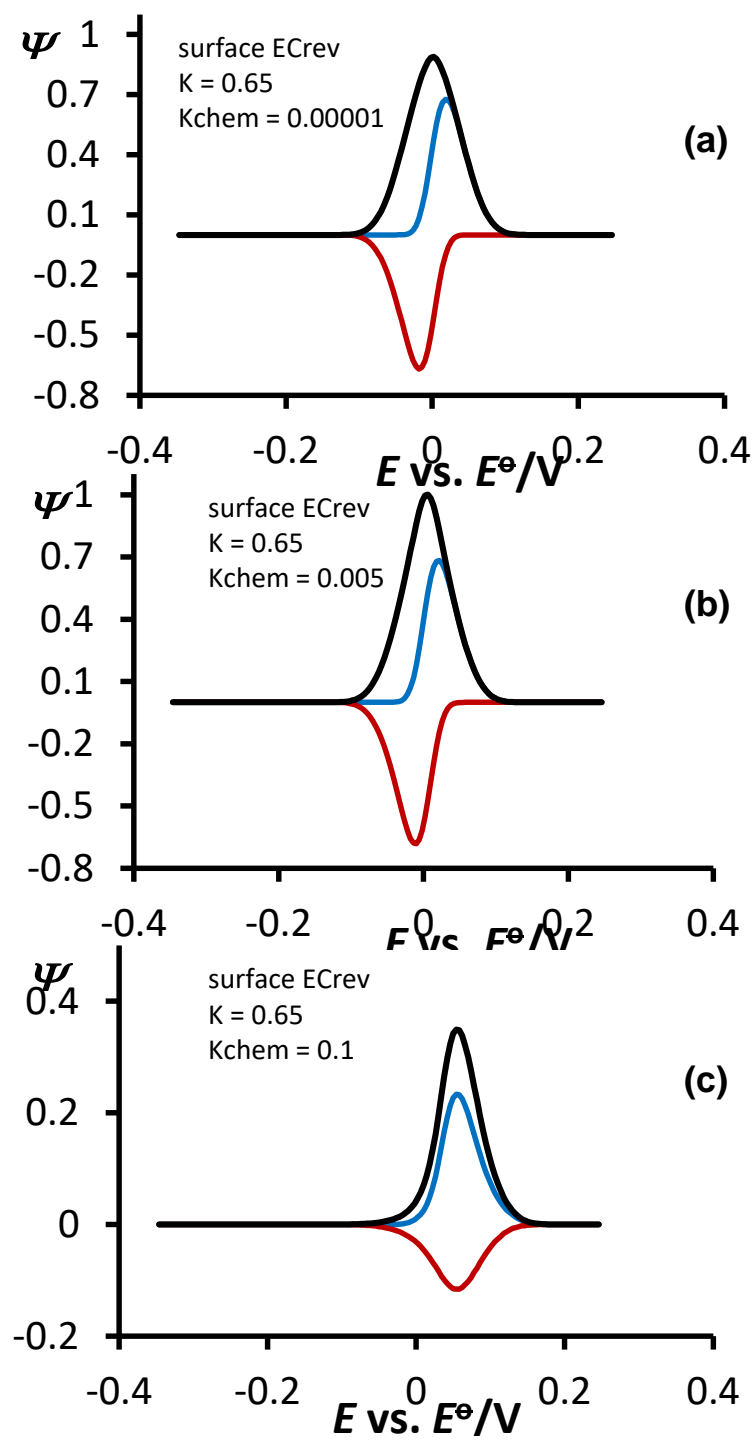 Ψ
1
0.7
0.4
0.1
-0.2
-0.5
-0.8
surface ECrev
K = 0.65
Kchem = 0.00001
(a)
-0.4 -0.2 0 0.2 0.4
E vs. E⦵/V
Ψ
1
0.7
0.4
0.1
-0.2
-0.5
-0.8
surface ECrev
K = 0.65
Kchem = 0.005
(b)
-0.4 -0.2 0 0.2 0.4
E vs. E⦵/V
Ψ
0.4
0.2
0
-0.2
surface ECrev
K = 0.65
Kchem = 0.1
(c)
-0.4 -0.2 0 0.2 0.4
E vs. E⦵/V